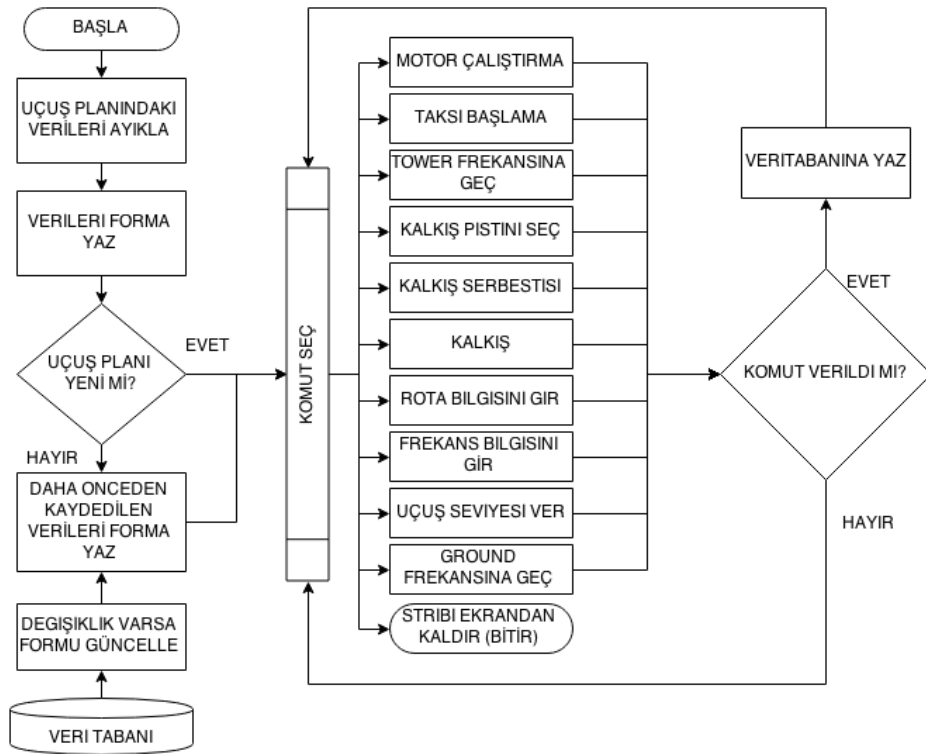 BAŞLA
UÇUŞ PLANINDAKI
VERİLERİ AYIKLA
VERİLERİ FORMA
YAZ
UÇUŞ PLANI
YENİ Mİ?
EVET
HAYIR
DAHA ONCEDEN
KAYDEDİLEN
VERİLERİ FORMA
YAZ
DEGIŞIKLIK VARSA
FORMU GÜNCELLE
VERI TABANI
KOMUT SEÇ
MOTOR ÇALIŞTIRMA
TAKSI BAŞLAMA
TOWER FREKANSINA
GEÇ
KALKIŞ PISTINI SEÇ
KALKIŞ SERBESTISI
KALKIŞ
ROTA BILGISINI GIR
FREKANS BILGISINI
GİR
UÇUŞ SEVIYESI VER
GROUND
FREKANSINA GEÇ
STRIBI EKRANDAN
KALDIR (BİTİR)
VERITABANINA YAZ
EVET
KOMUT VERILDI MI?
HAYIR